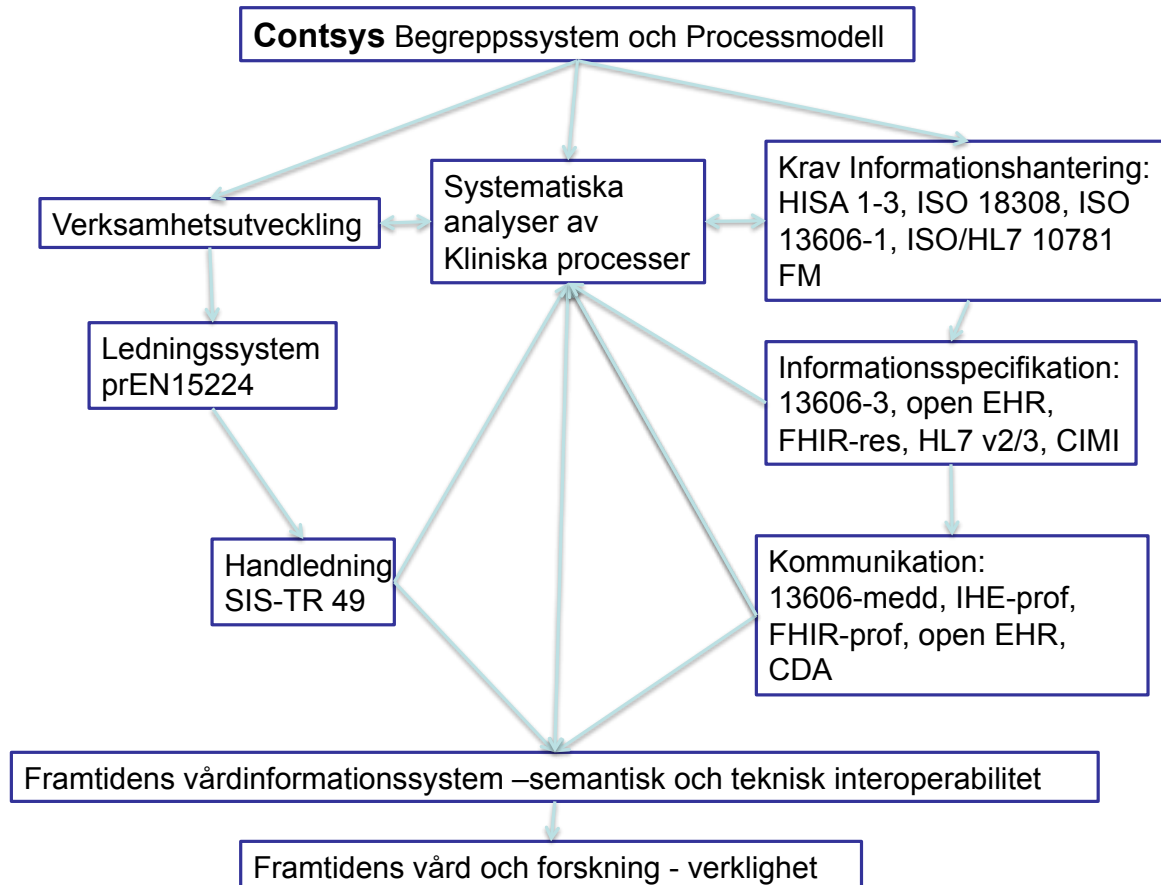 Contsys Begreppssystem och Processmodell
Verksamhetsutveckling
Systematiska
analyser av
Kliniska processer
Krav Informationshantering:
HISA 1-3, ISO 18308, ISO
13606-1, ISO/HL7 10781
FM
Ledningssystem
prEN15224
Informationsspecifikation:
13606-3, open EHR,
FHIR-res, HL7 v2/3, CIMI
Handledning
SIS-TR 49
Kommunikation:
13606-medd, IHE-prof,
FHIR-prof, open EHR,
CDA
Framtidens vårdinformationssystem –semantisk och teknisk interoperabilitet
Framtidens vård och forskning - verklighet